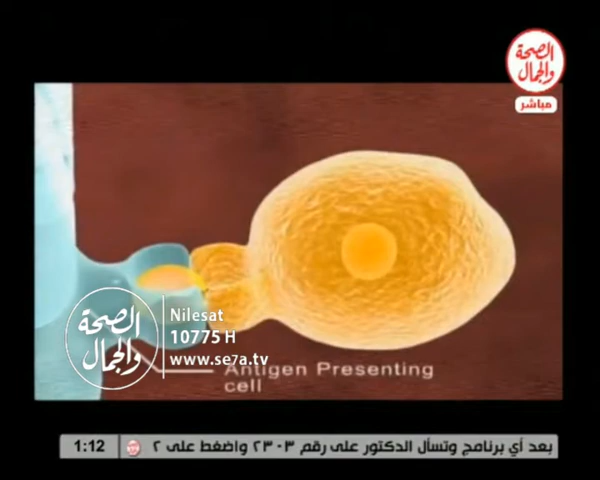 الصحة
والجمال
مباشر
الصحة
والجمال
Nilesat
10775 H
www.se7a.tv
Antigen Presenting
cell
بعد أي برنامج وتسأل الدكتور على رقم ٢٣٠٣ واضغط على ٢
1:12